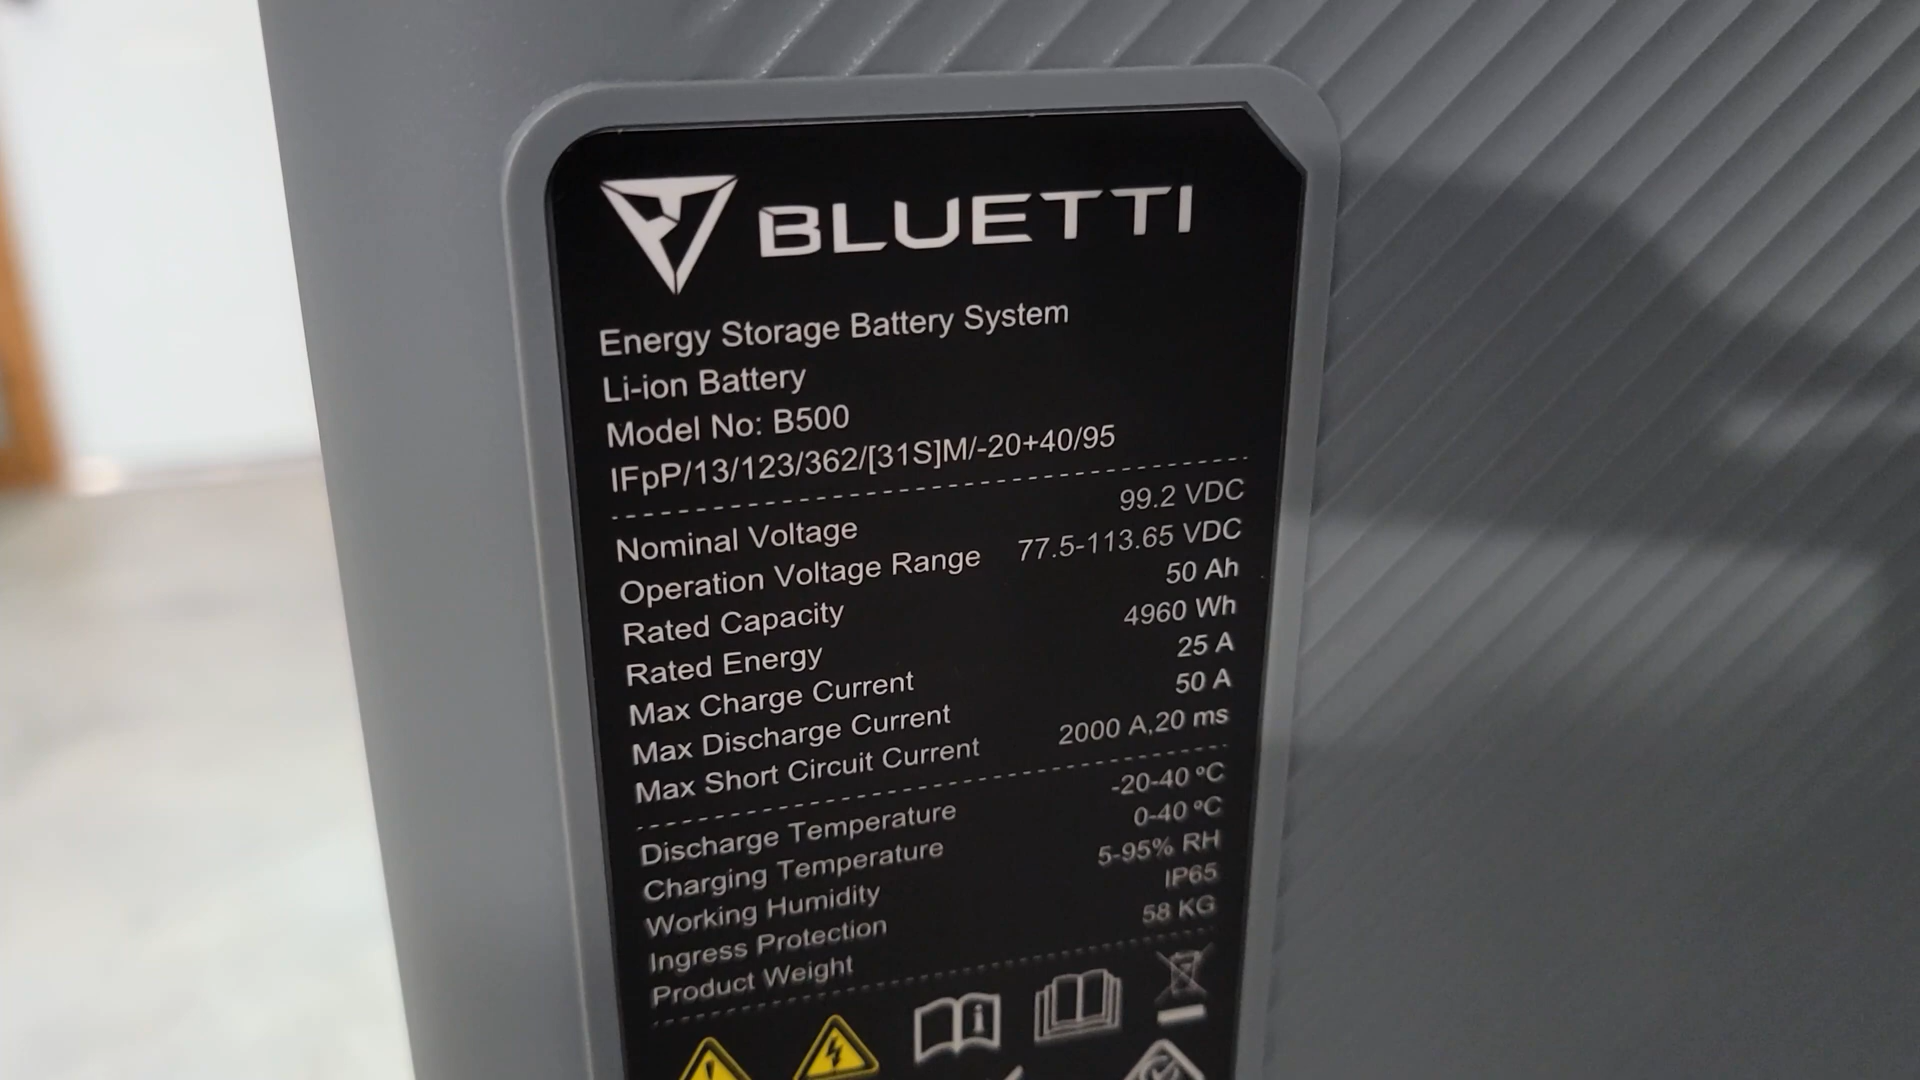 BLUETTI
Energy Storage Battery System
Li-ion Battery
Model No: B500
IFpP/13/123/362/[31S]M/-20+40/95
Nominal Voltage 99.2 VDC
Operation Voltage Range 77.5-113.65 VDC
Rated Capacity 50 Ah
Rated Energy 4960 Wh
Max Charge Current 25 A
Max Discharge Current 50 A
Max Short Circuit Current 2000 A,20 ms
Discharge Temperature -20-40 ºC
Charging Temperature 0-40 ºC
Working Humidity 5-95% RH
Ingress Protection IP65
Product Weight 58 KG